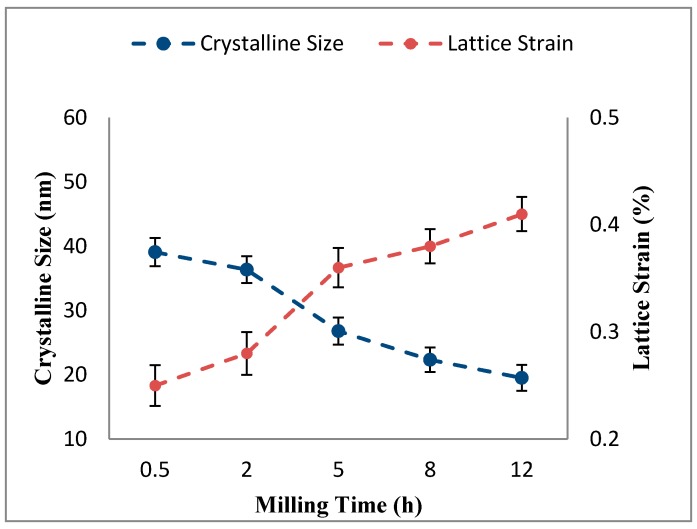 Crystalline Size Lattice Strain
60
50
40
30
20
10
Crystalline Size (nm)
0.5
0.4
0.3
0.2
Lattice Strain (%)
0.5 2 5 8 12
Milling Time (h)